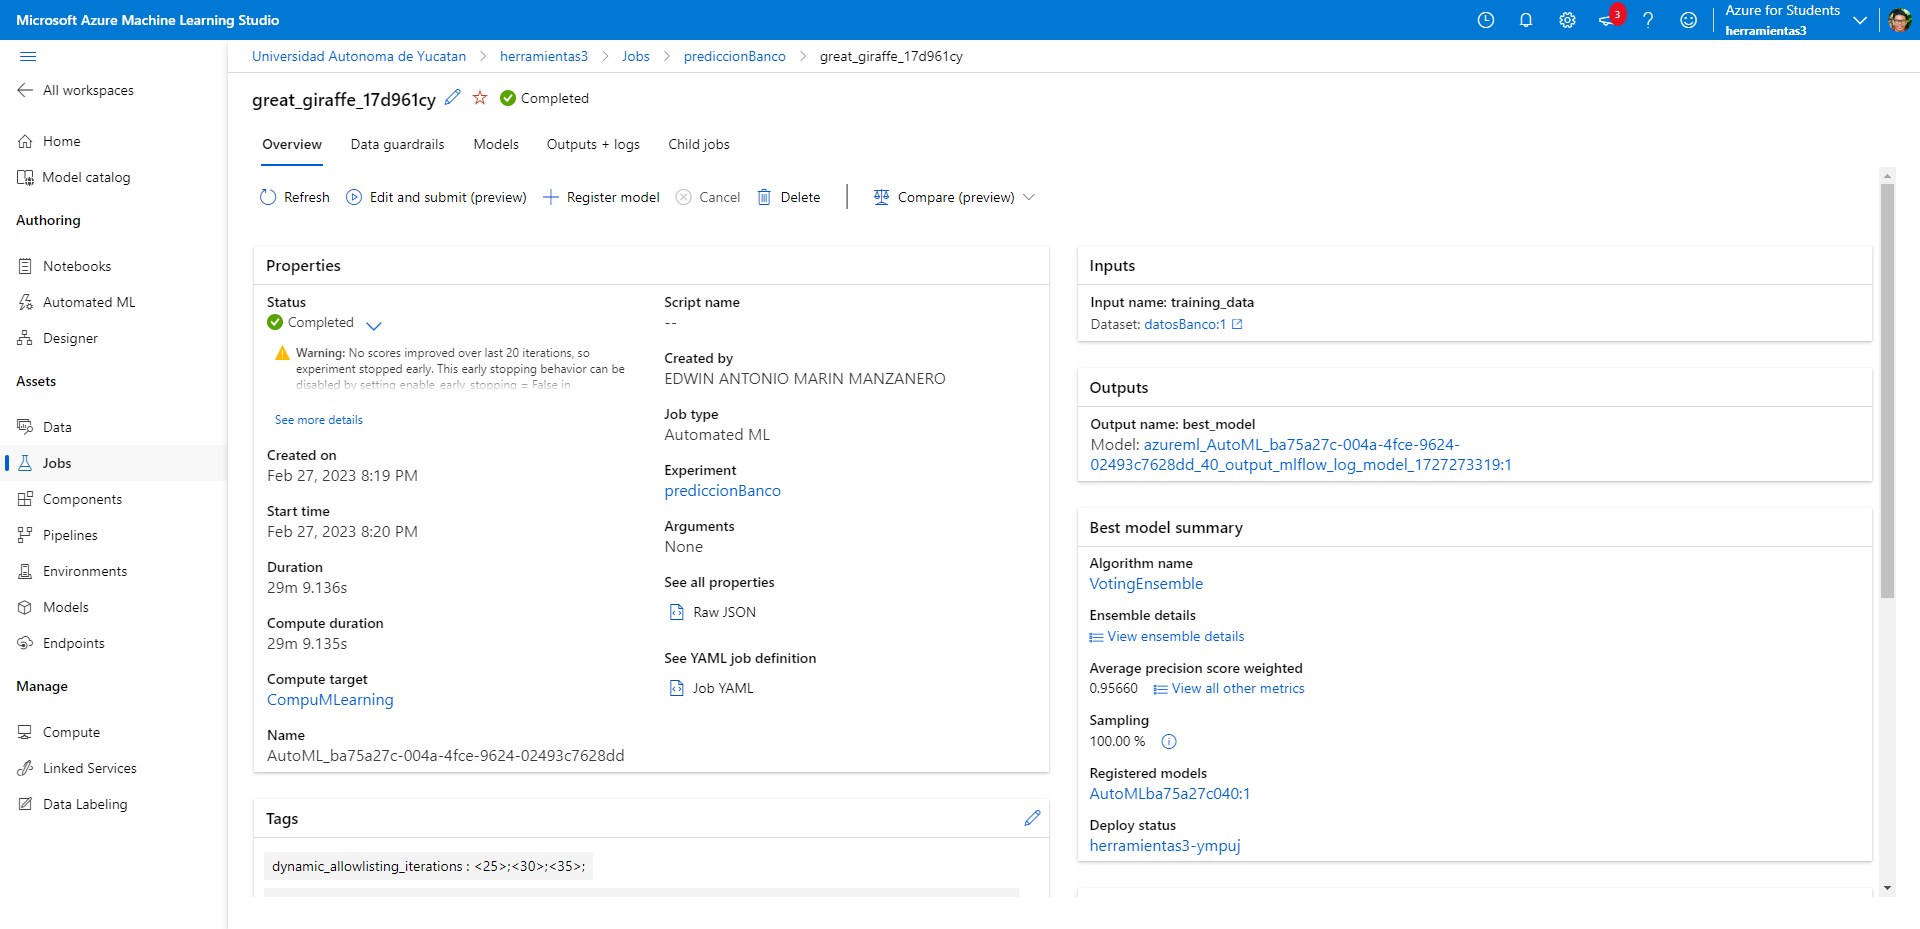 Microsoft Azure Machine Learning Studio
3
Azure for Students
herramientas3
All workspaces
Home
Model catalog
Authoring
Notebooks
Automated ML
Designer
Assets
Data
Jobs
Components
Pipelines
Environments
Models
Endpoints
Manage
Compute
Linked Services
Data Labeling
Universidad Autonoma de Yucatan > herramientas3 > Jobs > prediccionBanco > great_giraffe_17d961cy
great_giraffe_17d961cy Completed
Overview Data guardrails Models Outputs + logs Child jobs
Refresh Edit and submit (preview) Register model Cancel Delete Compare (preview)
Properties
Status
Completed
Warning: No scores improved over last 20 iterations, so
experiment stopped early. This early stopping behavior can be
disabled by setting enable_early_stopping = False in
See more details
Created on
Feb 27, 2023 8:19 PM
Start time
Feb 27, 2023 8:20 PM
Duration
29m 9.136s
Compute duration
29m 9.135s
Compute target
CompuMLearning
Name
AutoML_ba75a27c-004a-4fce-9624-02493c7628dd
Script name
--
Created by
EDWIN ANTONIO MARIN MANZANERO
Job type
Automated ML
Experiment
prediccionBanco
Arguments
None
See all properties
Raw JSON
See YAML job definition
Job YAML
Tags
dynamic_allowlisting_iterations : <25>;<30>;<35>;
Inputs
Input name: training_data
Dataset: datosBanco:1
Outputs
Output name: best_model
Model: azureml_AutoML_ba75a27c-004a-4fce-9624-
02493c7628dd_40_output_mlflow_log_model_1727273319:1
Best model summary
Algorithm name
VotingEnsemble
Ensemble details
View ensemble details
Average precision score weighted
0.95660 View all other metrics
Sampling
100.00 %
Registered models
AutoMLba75a27c040:1
Deploy status
herramientas3-ympuj